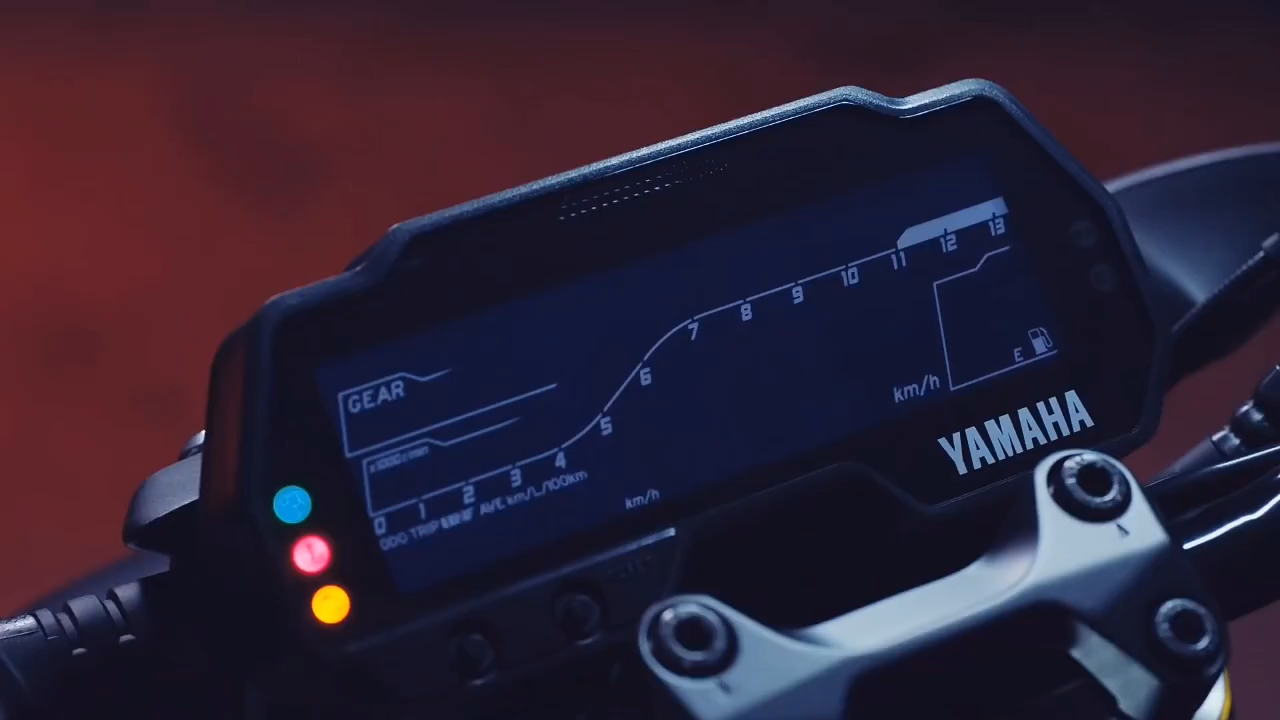 GEAR
x1000r/min
0 1 2 3 4 5 6 7 8 9 10 11 12 13
E
km/h
ODO TRIP AVE km/L/100km
km/h
YAMAHA